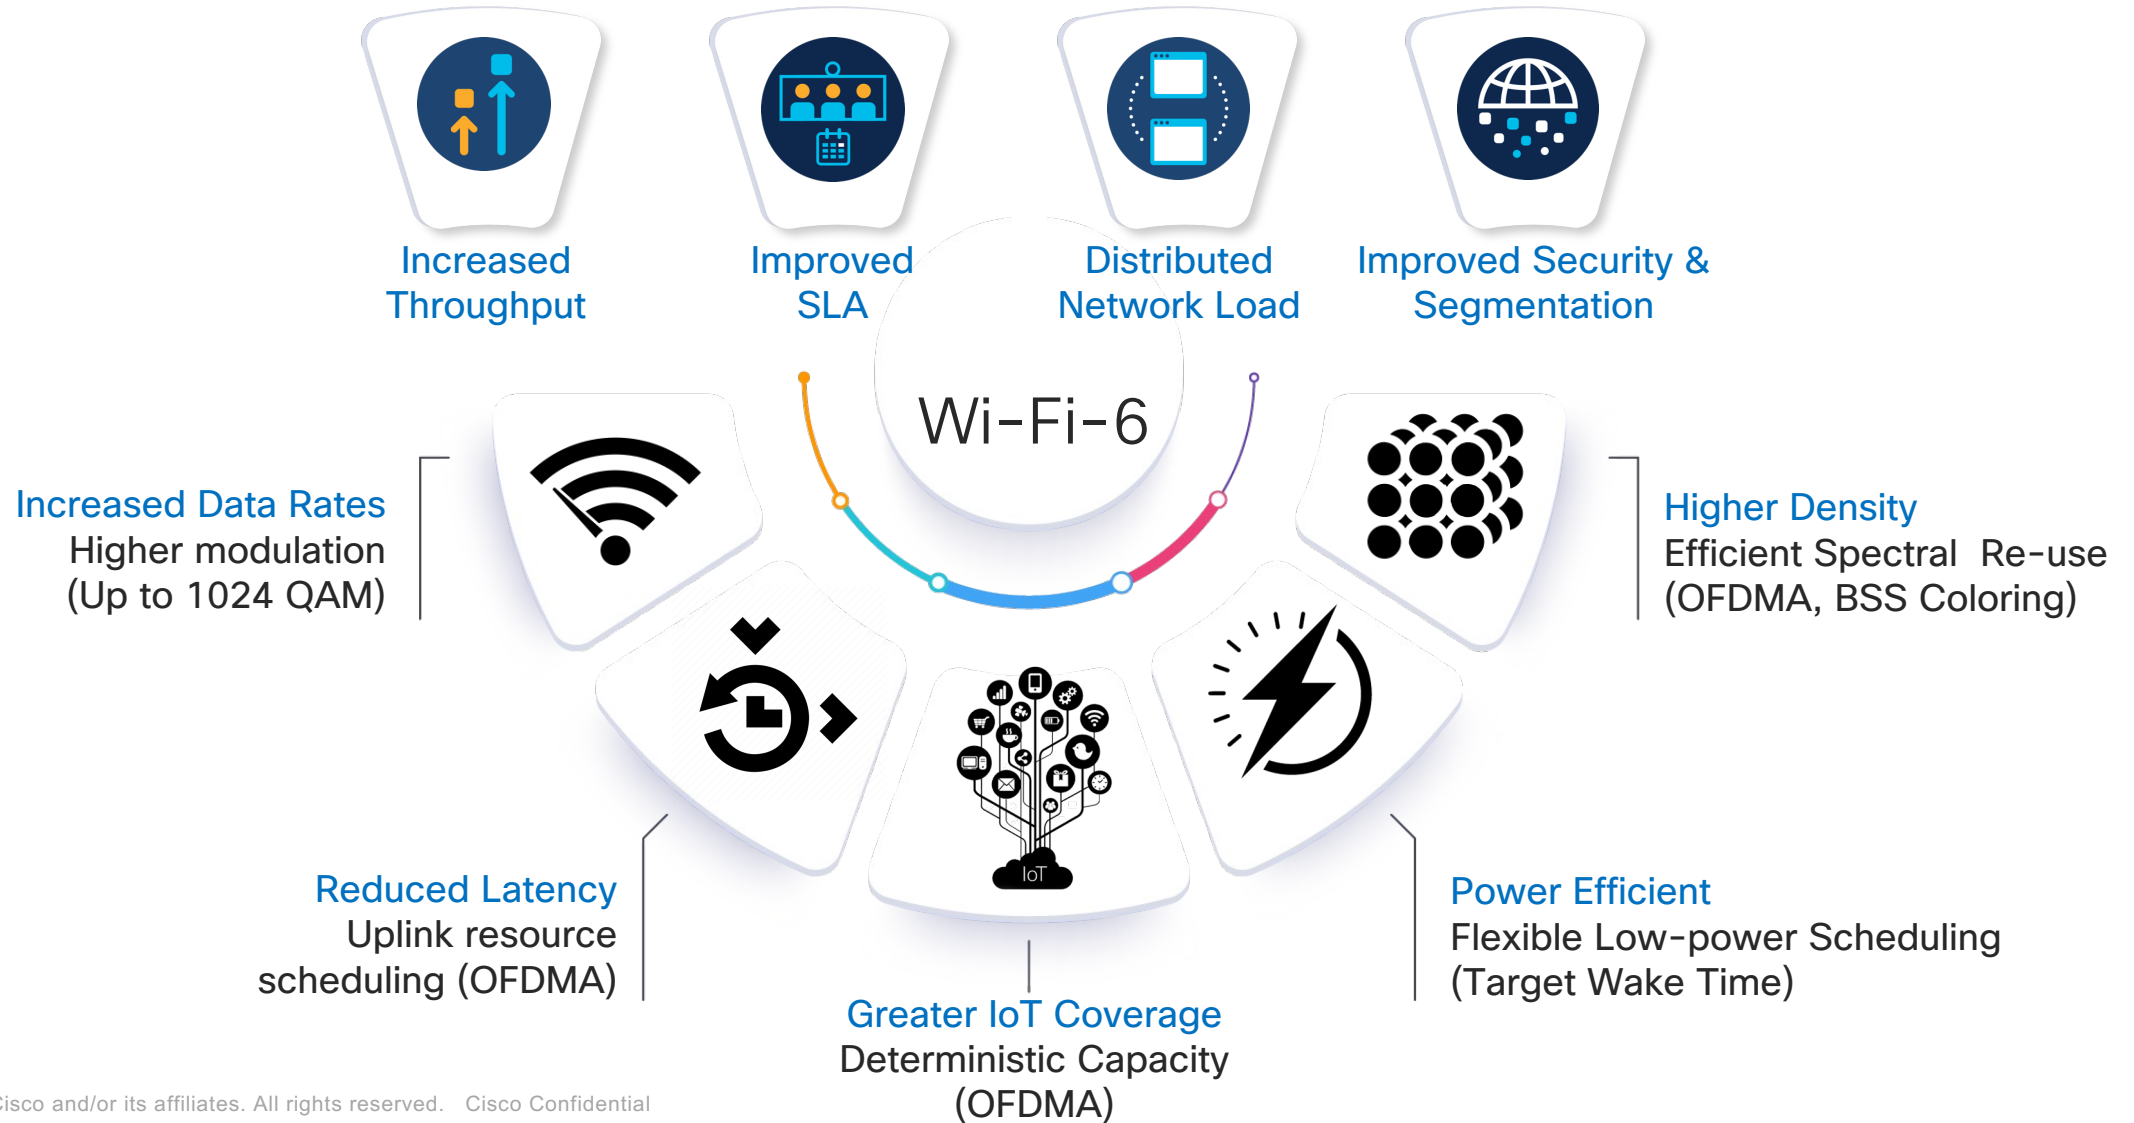 Increased
Throughput
Improved
SLA
Distributed
Network Load
Improved Security &
Segmentation
Wi-Fi-6
Increased Data Rates
Higher modulation
(Up to 1024 QAM)
Higher Density
Efficient Spectral  Re-use
(OFDMA, BSS Coloring)
IoT
Reduced Latency
Uplink resource
scheduling (OFDMA)
Power Efficient
Flexible Low-power Scheduling
(Target Wake Time)
Greater IoT Coverage
Deterministic Capacity
(OFDMA)
Cisco and/or its affiliates. All rights reserved.   Cisco Confidential